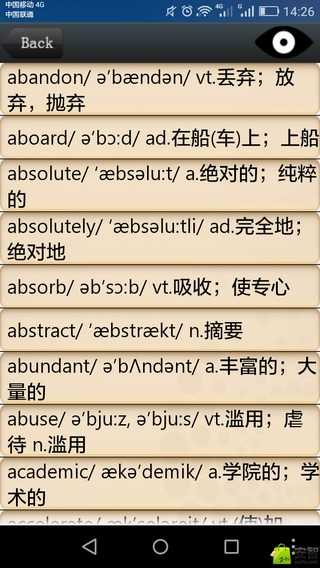 中国移动 4G
中国联通
4G
G
14:26
Back
abandon/ ə'bændən/ vt.丢弃；放
弃，抛弃
aboard/ ə'bɔ:d/ ad.在船(车)上；上船
absolute/ ′æbsəlu:t/ a.绝对的；纯粹
的
absolutely/ ′æbsəlu:tli/ ad.完全地；
绝对地
absorb/ əb'sɔ:b/ vt.吸收；使专心
abstract/ ′æbstrækt/ n.摘要
abundant/ ə'bΛndənt/ a.丰富的；大
量的
abuse/ ə'bju:z, ə'bju:s/ vt.滥用；虐
待 n.滥用
academic/ ækə'demik/ a.学院的；学
术的
安智